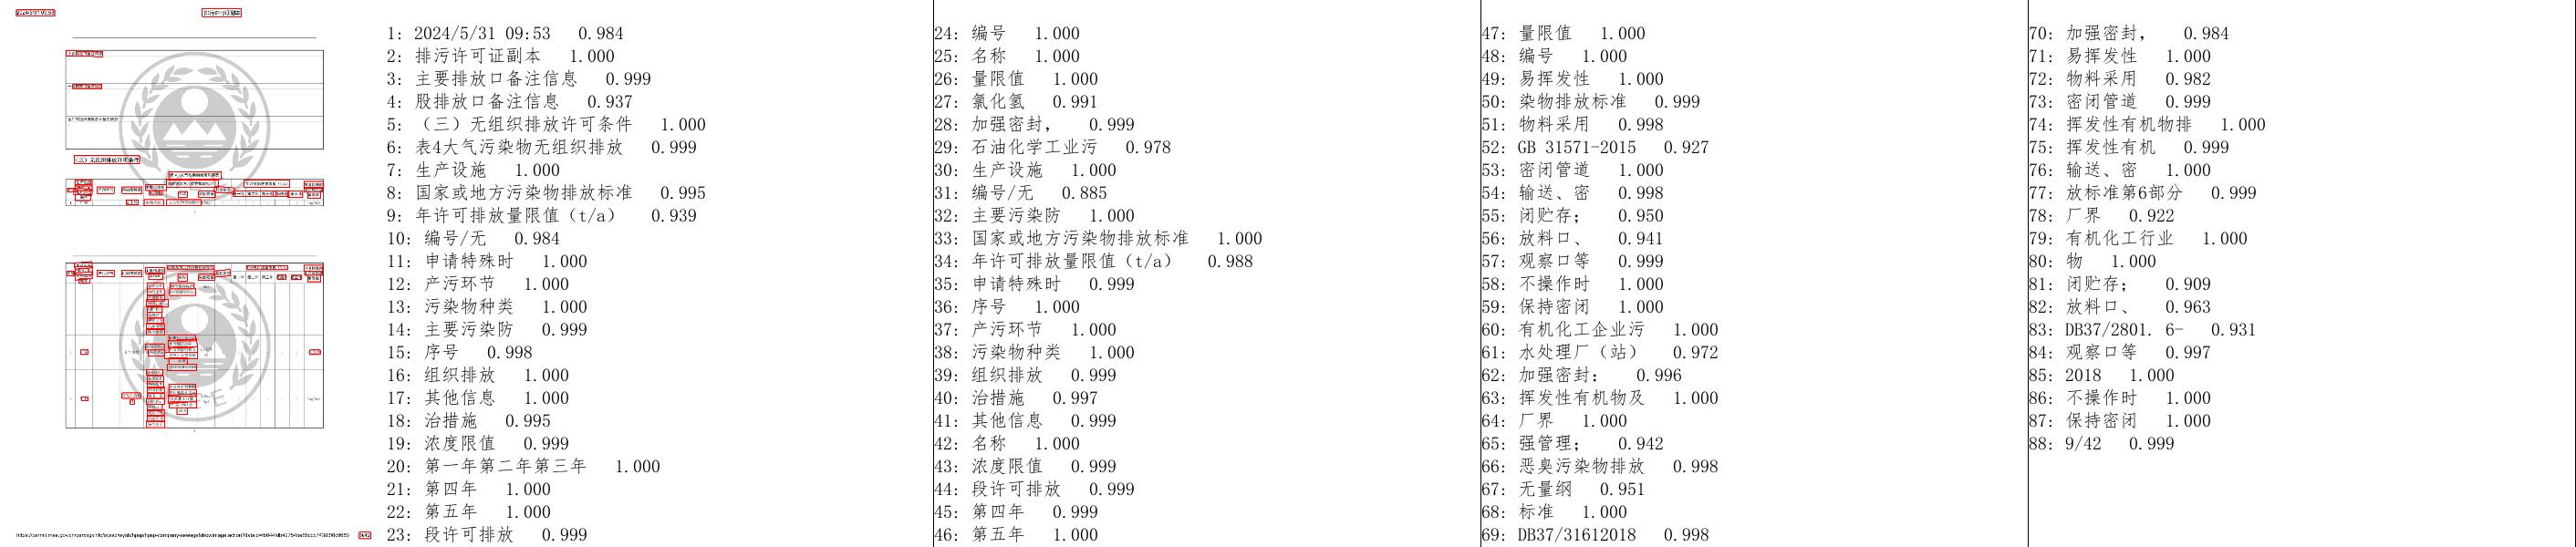 1: 2024/5/31 09:53 0.984
2: 排污许可证副本 1.000
3: 主要排放口备注信息 0.999
4: 股排放口备注信息 0.937
5: （三）无组织排放许可条件 1.000
6: 表4大气污染物无组织排放 0.999
7: 生产设施 1.000
8: 国家或地方污染物排放标准 0.995
9: 年许可排放量限值（t/a） 0.939
10: 编号/无 0.984
11: 申请特殊时 1.000
12: 产污环节 1.000
13: 污染物种类 1.000
14: 主要污染防 0.999
15: 序号 0.998
16: 组织排放 1.000
17: 其他信息 1.000
18: 治措施 0.995
19: 浓度限值 0.999
20: 第一年第二年第三年 1.000
21: 第四年 1.000
22: 第五年 1.000
23: 段许可排放 0.999
24: 编号 1.000
25: 名称 1.000
26: 量限值 1.000
27: 氯化氢 0.991
28: 加强密封， 0.999
29: 石油化学工业污 0.978
30: 生产设施 1.000
31: 编号/无 0.885
32: 主要污染防 1.000
33: 国家或地方污染物排放标准 1.000
34: 年许可排放量限值（t/a） 0.988
35: 申请特殊时 0.999
36: 序号 1.000
37: 产污环节 1.000
38: 污染物种类 1.000
39: 组织排放 0.999
40: 治措施 0.997
41: 其他信息 0.999
42: 名称 1.000
43: 浓度限值 0.999
44: 段许可排放 0.999
45: 第四年 0.999
46: 第五年 1.000
47: 量限值 1.000
48: 编号 1.000
49: 易挥发性 1.000
50: 染物排放标准 0.999
51: 物料采用 0.998
52: GB 31571-2015 0.927
53: 密闭管道 1.000
54: 输送、密 0.998
55: 闭贮存； 0.950
56: 放料口、 0.941
57: 观察口等 0.999
58: 不操作时 1.000
59: 保持密闭 1.000
60: 有机化工企业污 1.000
61: 水处理厂（站） 0.972
62: 加强密封： 0.996
63: 挥发性有机物及 1.000
64: 厂界 1.000
65: 强管理； 0.942
66: 恶臭污染物排放 0.998
67: 无量纲 0.951
68: 标准 1.000
69: DB37/31612018 0.998
70: 加强密封， 0.984
71: 易挥发性 1.000
72: 物料采用 0.982
73: 密闭管道 0.999
74: 挥发性有机物排 1.000
75: 挥发性有机 0.999
76: 输送、密 1.000
77: 放标准第6部分 0.999
78: 厂界 0.922
79: 有机化工行业 1.000
80: 物 1.000
81: 闭贮存； 0.909
82: 放料口、 0.963
83: DB37/2801. 6- 0.931
84: 观察口等 0.997
85: 2018 1.000
86: 不操作时 1.000
87: 保持密闭 1.000
88: 9/42 0.999